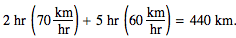 2 hr (70 km/hr) + 5 hr (60 km/hr) = 440 km.